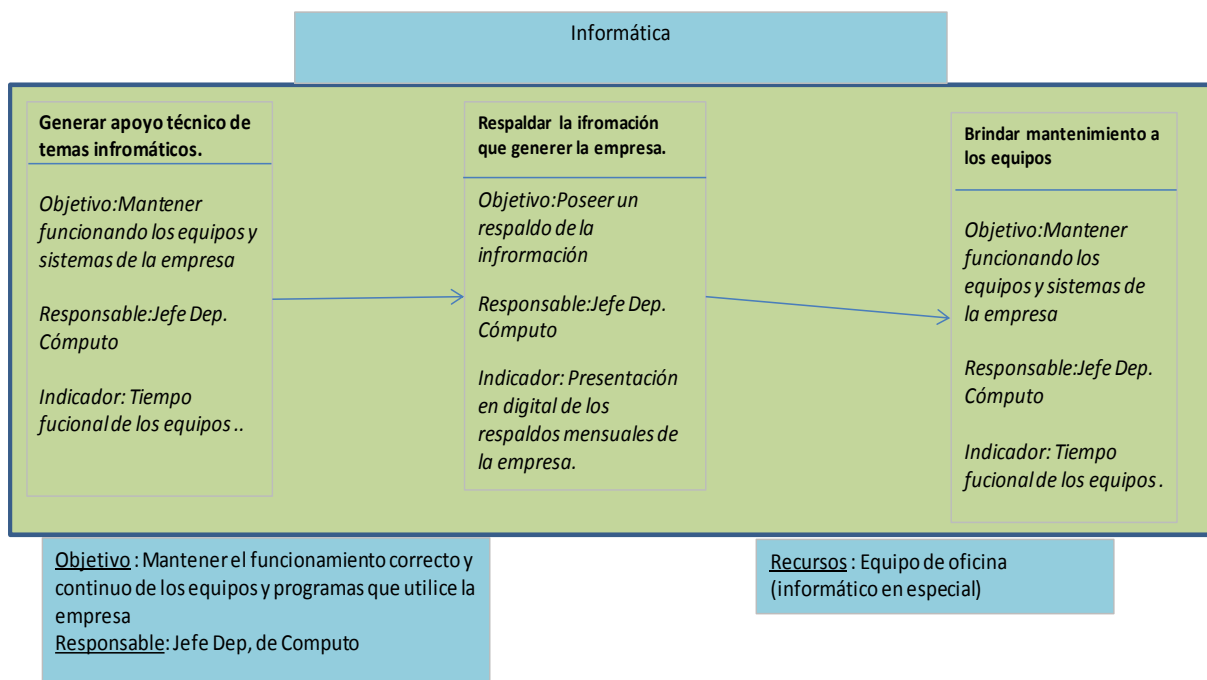 Informática
Generar apoyo técnico de
temas infromáticos.
Objetivo:Mantener
funcionando los equipos y
sistemas de la empresa
Responsable:Jefe Dep.
Cómputo
Indicador: Tiempo
fucional de los equipos ..
Respaldar la ifromación
que generer la empresa.
Objetivo:Poseer un
respaldo de la
infrormación
Responsable:Jefe Dep.
Cómputo
Indicador: Presentación
en digital de los
respaldos mensuales de
la empresa.
Brindar mantenimiento a
los equipos
Objetivo:Mantener
funcionando los
equipos y sistemas de
la empresa
Responsable:Jefe Dep.
Cómputo
Indicador: Tiempo
fucional de los equipos .
Objetivo : Mantener el funcionamiento correcto y
continuo de los equipos y programas que utilice la
empresa
Responsable: Jefe Dep, de Computo
Recursos : Equipo de oficina
(informático en especial)